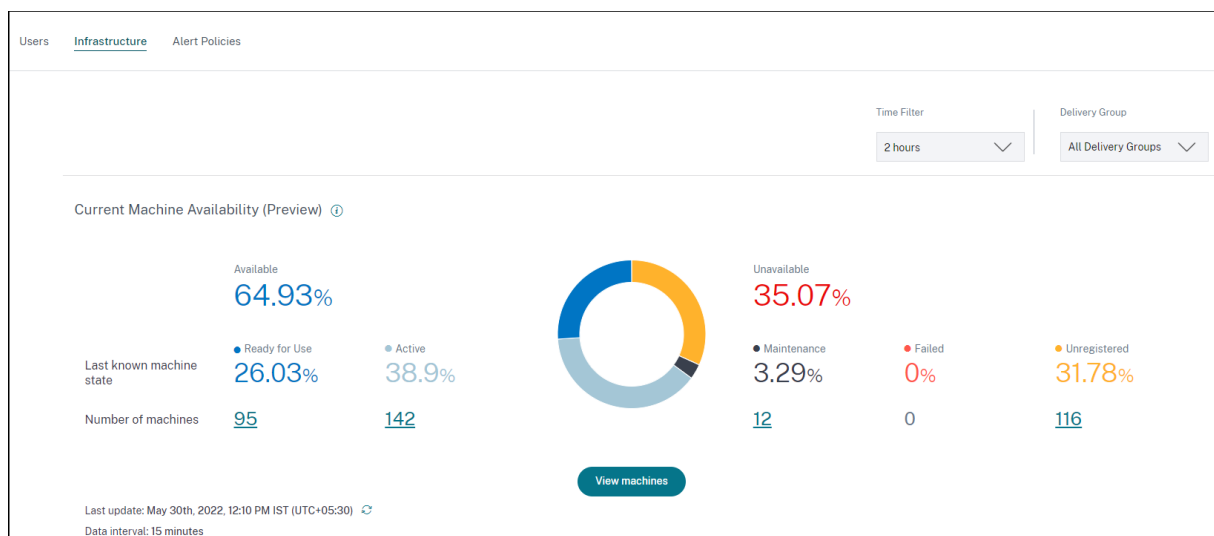 Users Infrastructure Alert Policies
Time Filter Delivery Group
2 hours All Delivery Groups
Current Machine Availability (Preview)
Available Unavailable
64.93% 35.07%
Ready for Use Active Maintenance Failed Unregistered
Last known machine
state
26.03% 38.9% 3.29% 0% 31.78%
Number of machines 95 142 12 0 116
View machines
Last update: May 30th, 2022, 12:10 PM IST (UTC+05:30)
Data interval: 15 minutes